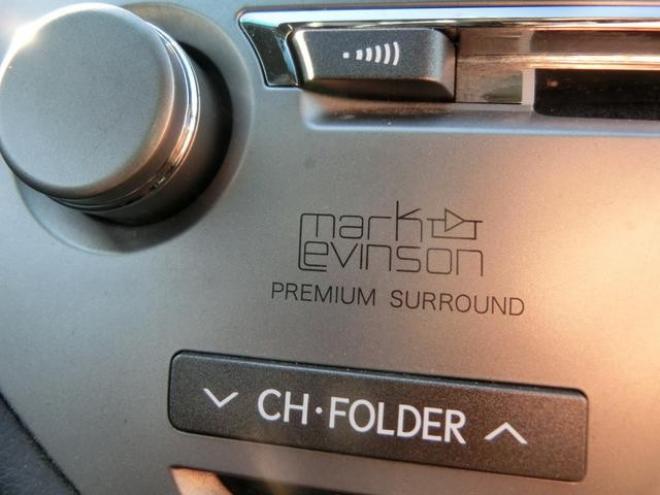 mark
Levinson
PREMIUM SURROUND
CH·FOLDER